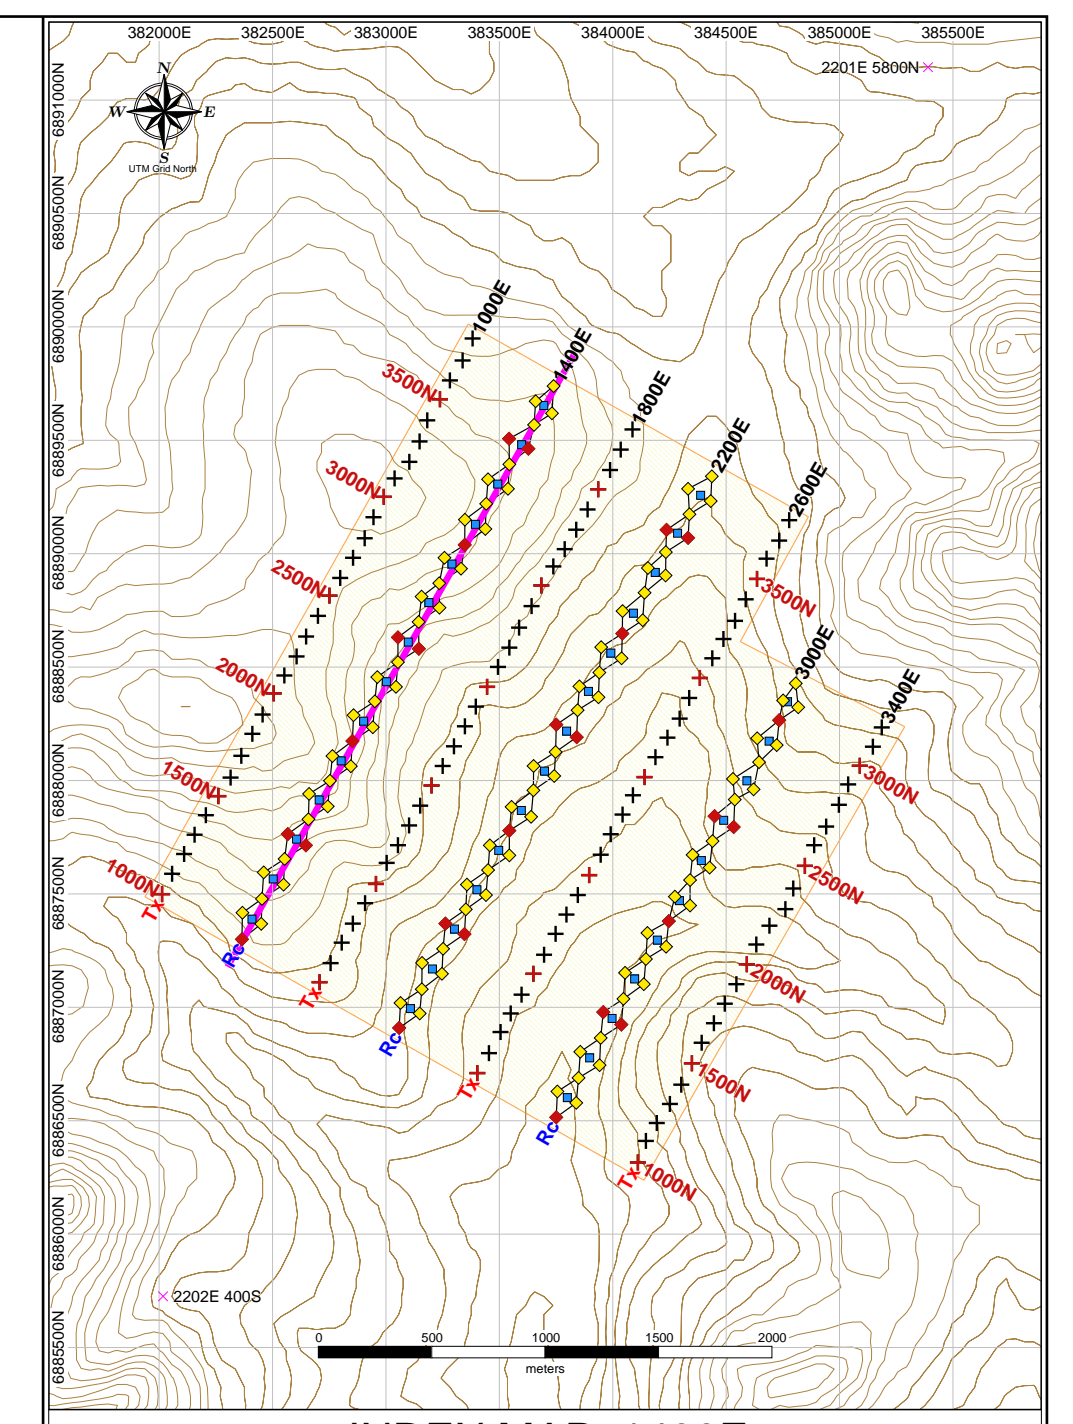 382000E 382500E 383000E 383500E 384000E 384500E 385000E 385500E
2201E 5800N
N
W E
S
UTM Grid North
6891000N
6890500N
6890000N
6889500N
6889000N
6888500N
6888000N
6887500N
6887000N
6886500N
6886000N
6885500N
1000E
1400E
1800E
2200E
2600E
3000E
3400E
3500N
3000N
2500N
2000N
1500N
1000N
3500N
3000N
2500N
2000N
1500N
1000N
Tx
Rc
Tx
Rc
Tx
Rc
Tx
2202E 400S
0 500 1000 1500 2000
meters